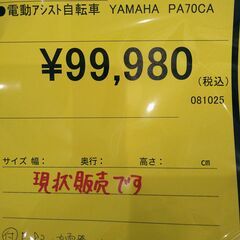 ●電動アシスト自転車 YAMAHA PA70CA
¥99,980
(税込)
081025
サイズ 幅： 奥行： 高さ： cm
現状販売です
付